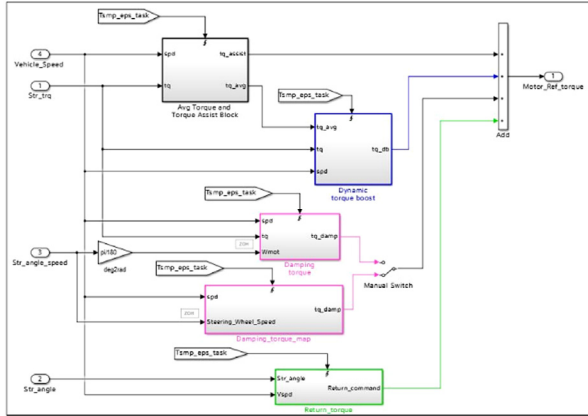 Tsmp_eps_task
4
Vehicle_Speed
spd
tq_assist
1
Str_trq
tq
tq_avg
Avg Torque and
Torque Assist Block
1
Motor_Ref_torque
Add
Tsmp_eps_task
tq_avg
tq
tq_db
spd
Dynamic
torque boost
Tsmp_eps_task
spd
tq
tq_damp
Wmot
Damping
torque
3
Str_angle_speed
pi/180
deg2rad
Manual Switch
Tsmp_eps_task
spd
tq_damp
Steering_Wheel_Speed
Damping_torque_map
Tsmp_eps_task
2
Str_angle
Str_angle
Return_command
Vspd
Return_torque